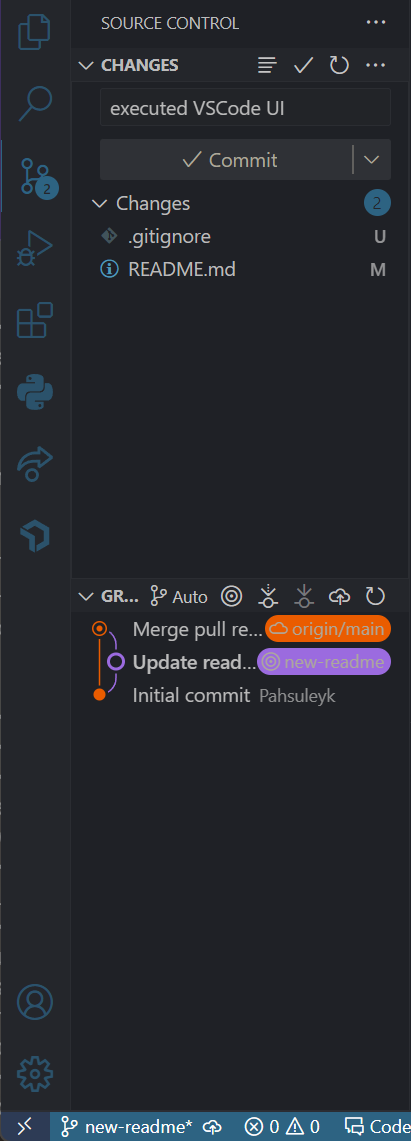 SOURCE CONTROL
CHANGES
executed VSCode UI
Commit
2
Changes 2
.gitignore U
README.md M
GR... Auto
Merge pull re... origin/main
Update read... new-readme
Initial commit Pahsuleyk
new-readme* 0 0 Code